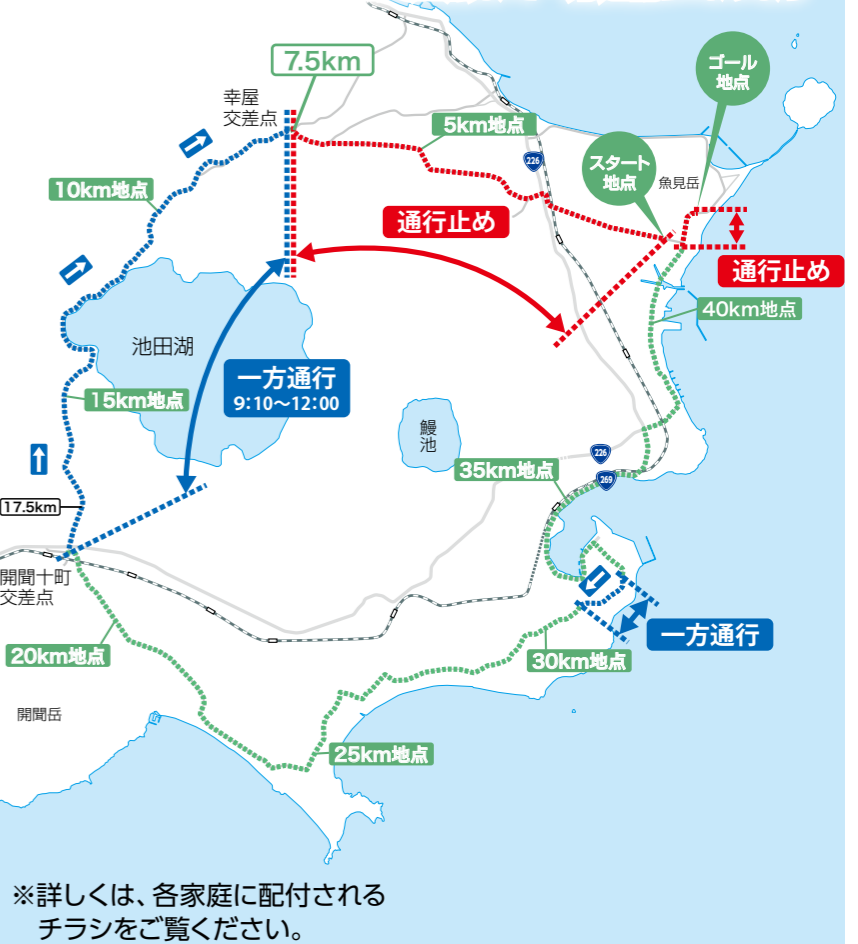 7.5km
幸屋
交差点
5km地点
226
ゴール
地点
スタート
地点
魚見岳
10km地点
通行止め
通行止め
40km地点
池田湖
一方通行
9:10〜12:00
15km地点
鰻
池
226
35km地点
269
17.5km
開聞十町
交差点
一方通行
20km地点
30km地点
開聞岳
25km地点
※詳しくは、各家庭に配付される
チラシをご覧ください。